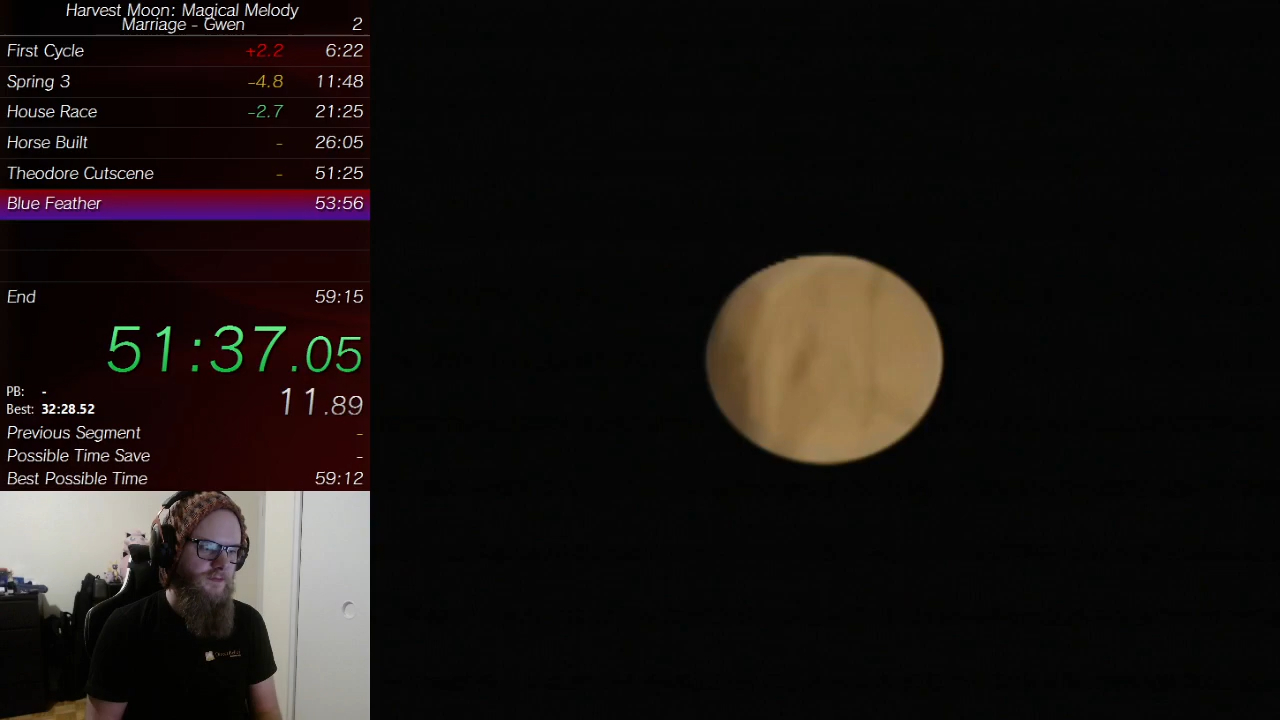 Harvest Moon: Magical Melody
Marriage - Gwen 2
First Cycle +2.2 6:22
Spring 3 -4.8 11:48
House Race -2.7 21:25
Horse Built - 26:05
Theodore Cutscene - 51:25
Blue Feather 53:56
End 59:15
51:37.05
PB: - 11.89
Best: 32:28.52
Previous Segment -
Possible Time Save -
Best Possible Time 59:12